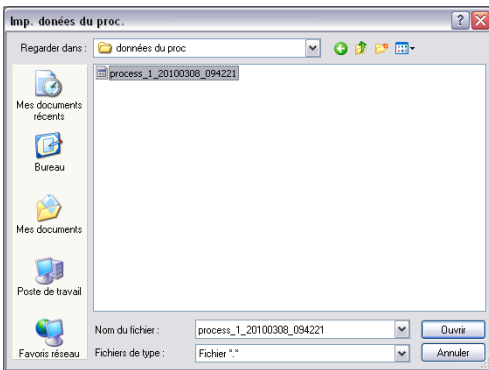 Imp. donées du proc.
Regarder dans : données du proc
process_1_20100308_094221
Mes documents
récents
Bureau
Mes documents
Poste de travail
Favoris réseau
Nom du fichier : process_1_20100308_094221 Ouvrir
Fichiers de type : Fichier *.* Annuler